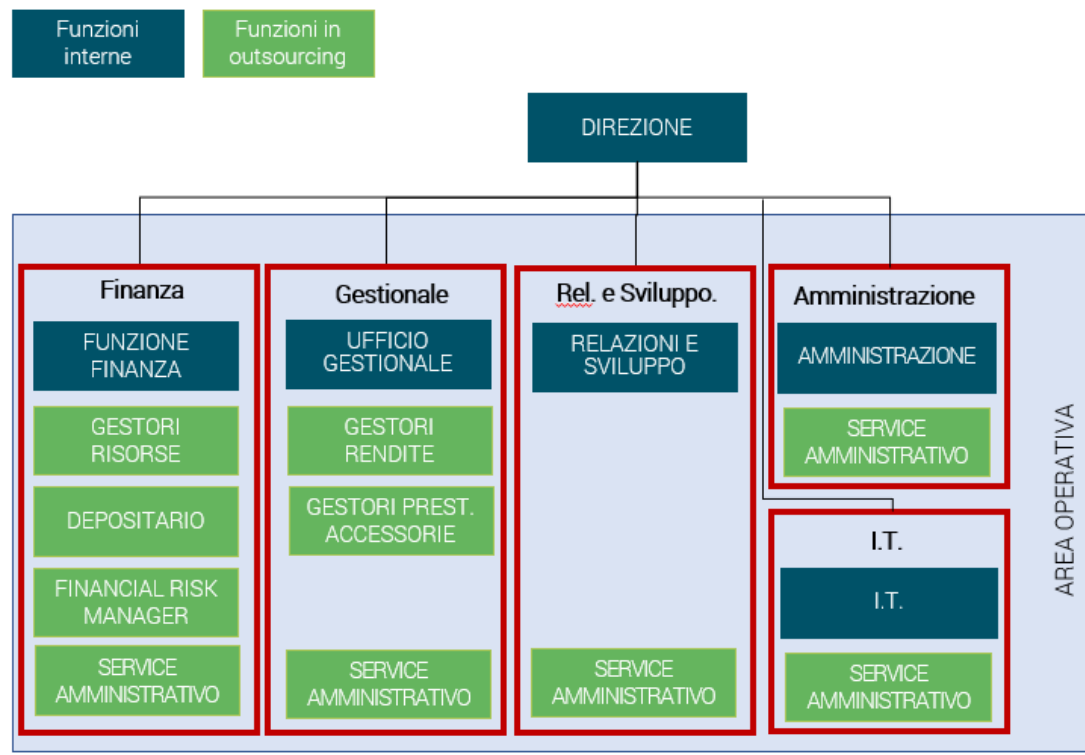 Funzioni
interne
Funzioni in
outsourcing
DIREZIONE
Finanza
FUNZIONE
FINANZA
GESTORI
RISORSE
DEPOSITARIO
FINANCIAL RISK
MANAGER
SERVICE
AMMINISTRATIVO
Gestionale
UFFICIO
GESTIONALE
GESTORI
RENDITE
GESTORI PREST.
ACCESSORIE
SERVICE
AMMINISTRATIVO
Rel. e Sviluppo.
RELAZIONI E
SVILUPPO
SERVICE
AMMINISTRATIVO
Amministrazione
AMMINISTRAZIONE
SERVICE
AMMINISTRATIVO
I.T.
I.T.
SERVICE
AMMINISTRATIVO
AREA OPERATIVA